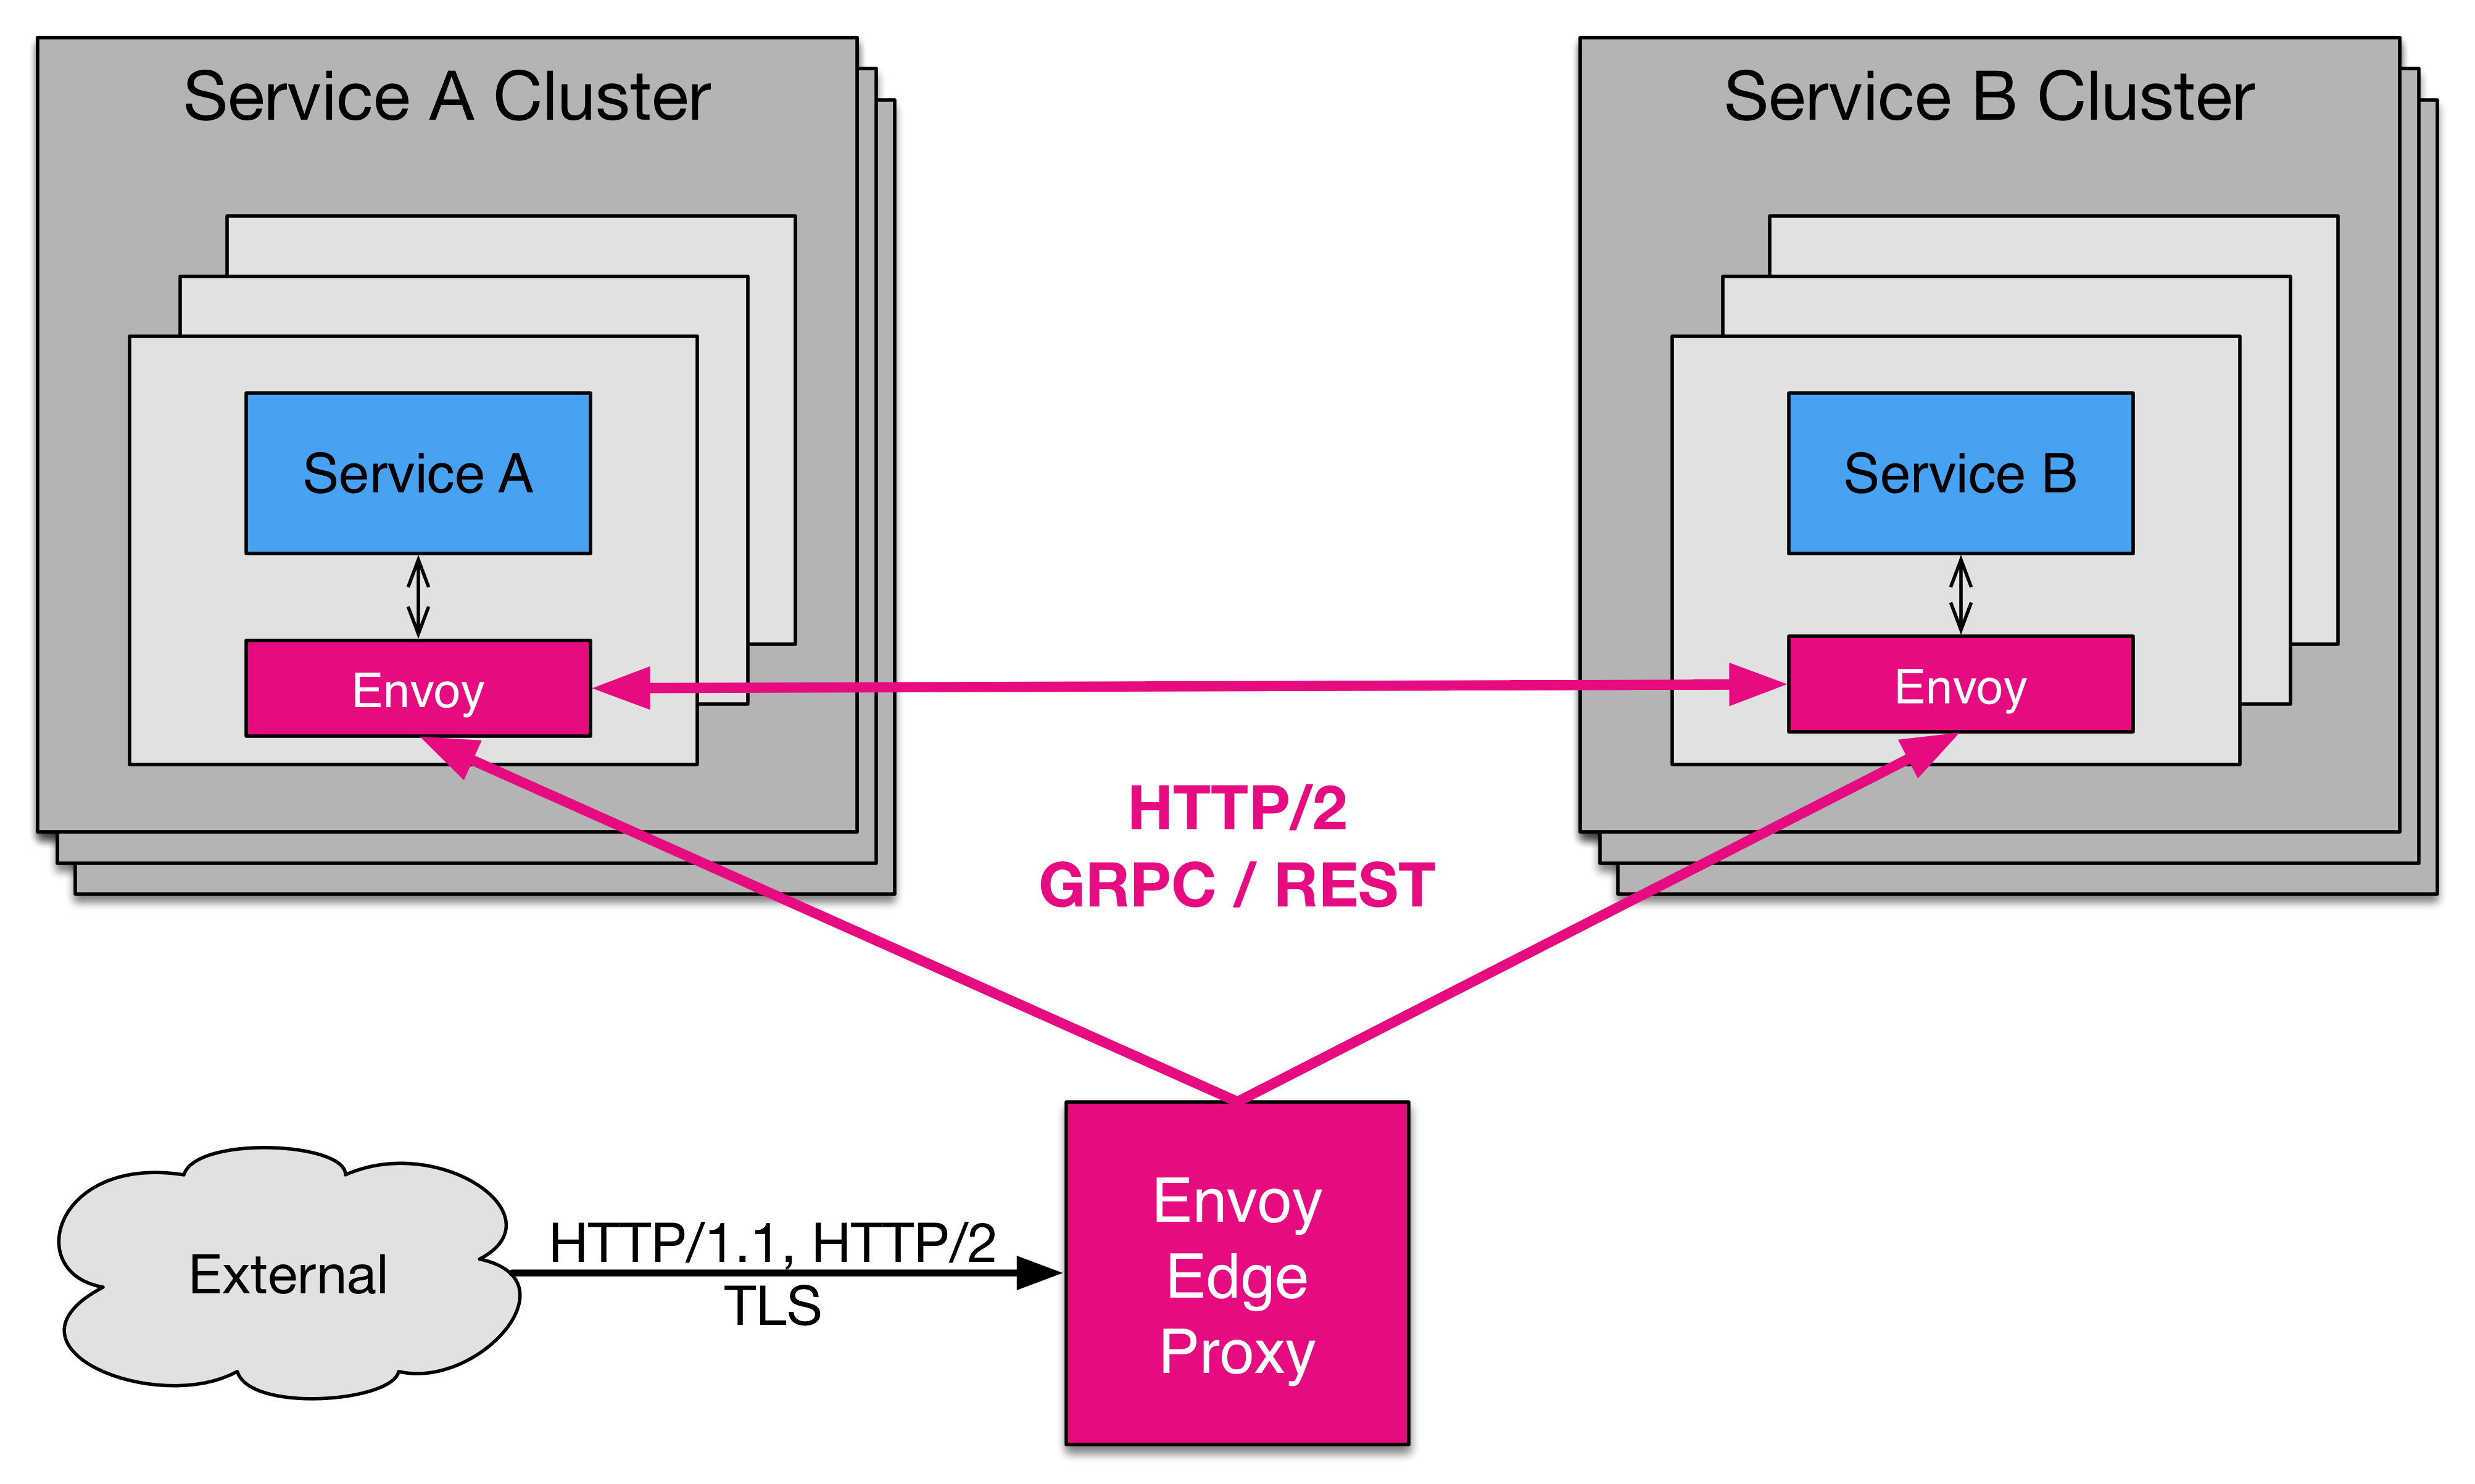 Service A Cluster
Service B Cluster
Service A
Service B
Envoy
Envoy
HTTP/2
GRPC / REST
External
HTTP/1.1, HTTP/2
TLS
Envoy
Edge
Proxy